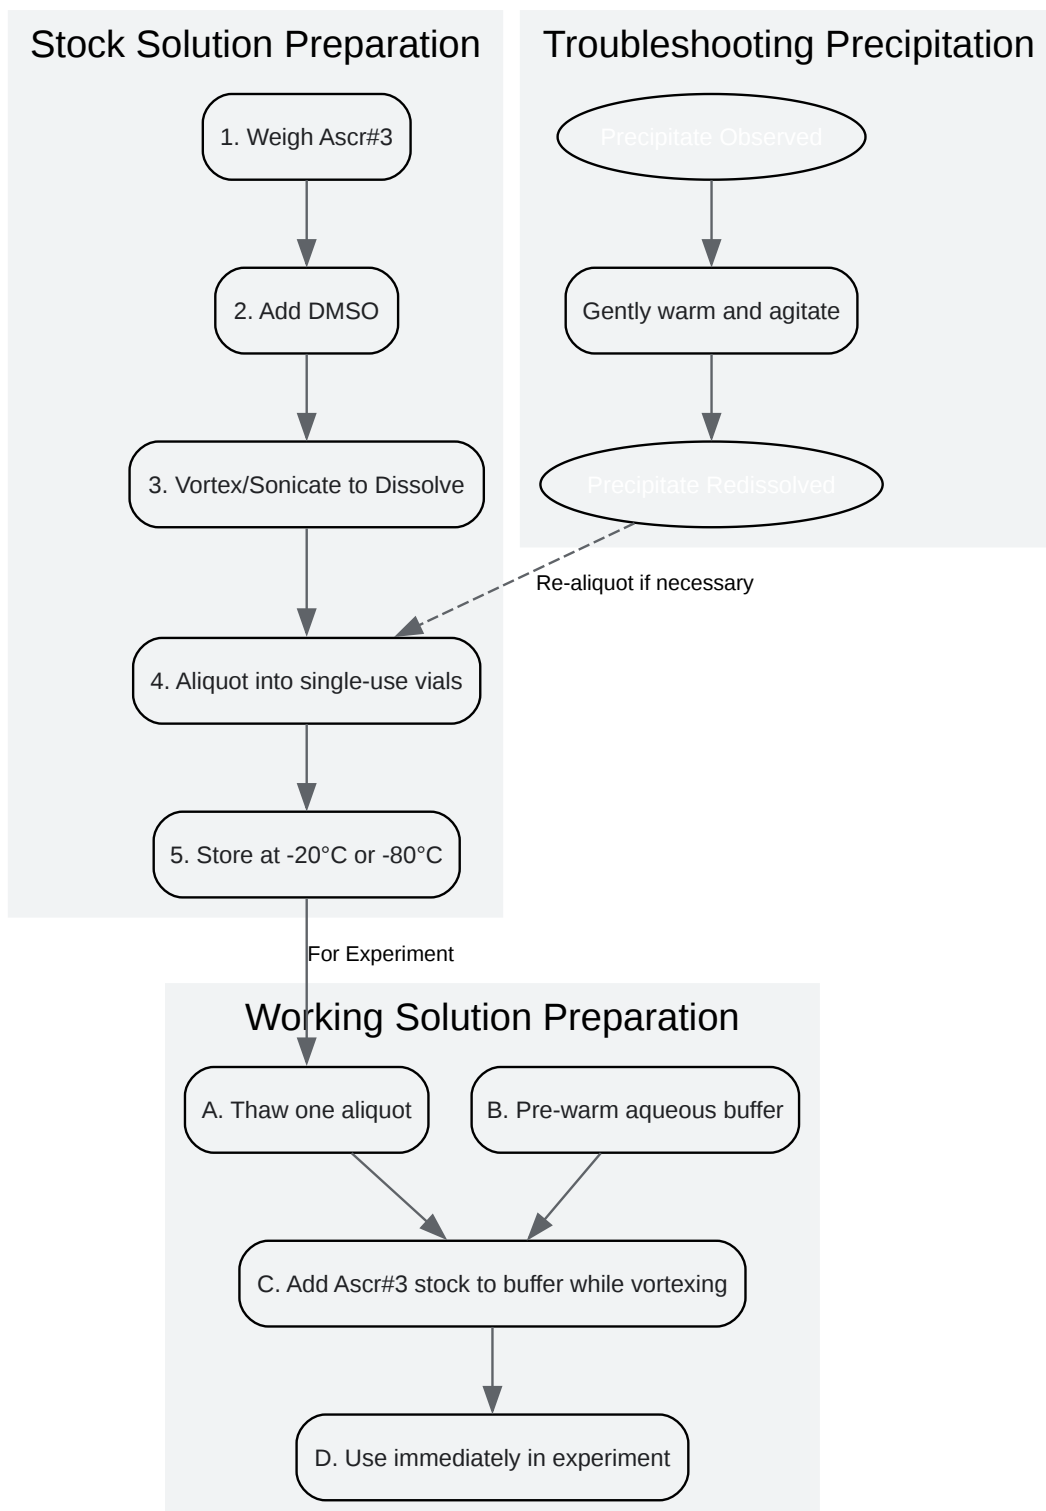 Stock Solution Preparation
1. Weigh Ascr#3
2. Add DMSO
3. Vortex/Sonicate to Dissolve
4. Aliquot into single-use vials
5. Store at -20°C or -80°C
Troubleshooting Precipitation
Precipitate Observed
Gently warm and agitate
Precipitate Redissolved
Re-aliquot if necessary
For Experiment
Working Solution Preparation
A. Thaw one aliquot
B. Pre-warm aqueous buffer
C. Add Ascr#3 stock to buffer while vortexing
D. Use immediately in experiment